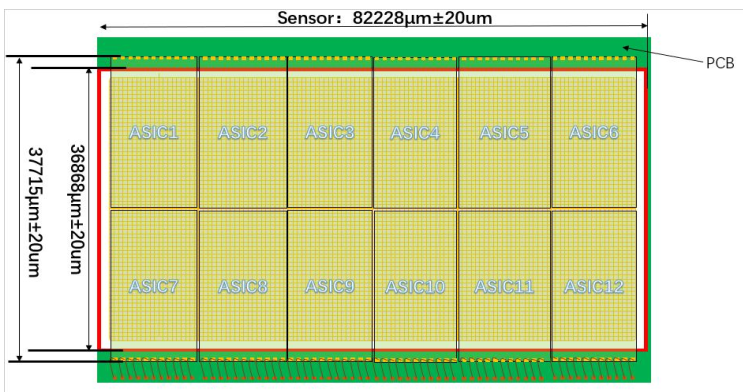 Sensor：82228μm±20um
PCB
37715μm±20um
36868μm±20um
ASIC1 ASIC2 ASIC3 ASIC4 ASIC5 ASIC6
ASIC7 ASIC8 ASIC9 ASIC10 ASIC11 ASIC12